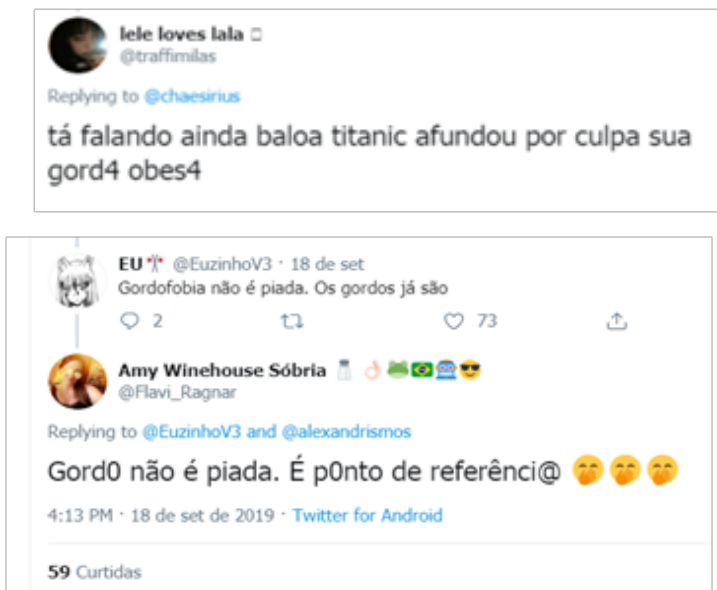 lele loves lala
@traffimilas
Replying to @chaesirius
tá falando ainda baloa titanic afundou por culpa sua
gord4 obes4
EU @EuzinhoV3 · 18 de set
Gordofobia não é piada. Os gordos já são
2 73
Amy Winehouse Sóbria 👌🏻🐸🇧🇷😎
@Flavi_Ragnar
Replying to @EuzinhoV3 and @alexandrismos
Gord0 não é piada. É p0nto de referênci@ 🤭🤭🤭
4:13 PM · 18 de set de 2019 · Twitter for Android
59 Curtidas